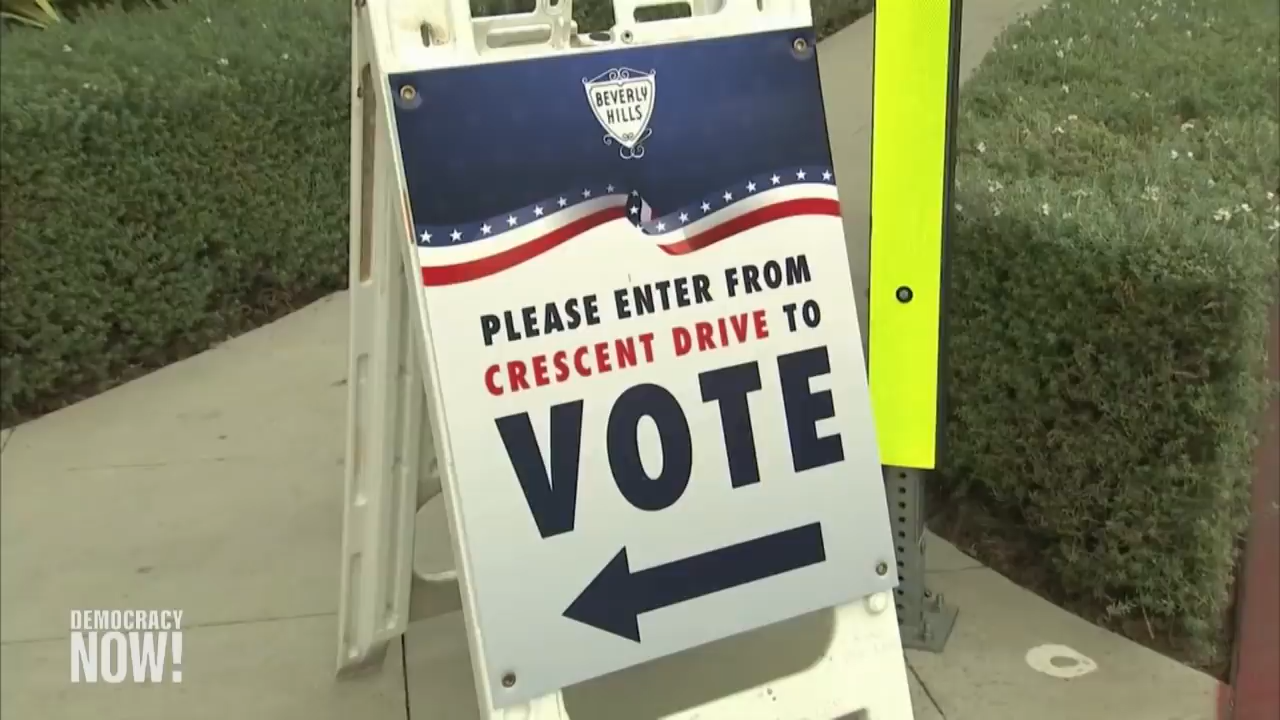 BEVERLY
HILLS
PLEASE ENTER FROM
CRESCENT DRIVE TO
VOTE
DEMOCRACY
NOW!